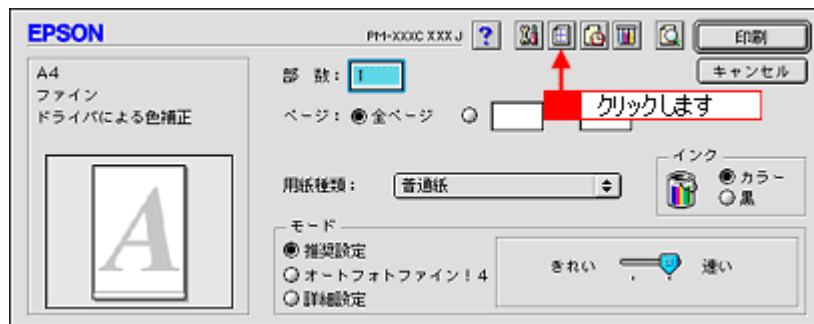 EPSON
PM-XXXC XXX J
?
印刷
キャンセル
A4
ファイン
ドライバによる色補正
部 数：1
クリックします
ページ：全ページ
用紙種類：普通紙
インク
カラー
黒
モード
推奨設定
オートフォトファイン！4
詳細設定
きれい
速い
A